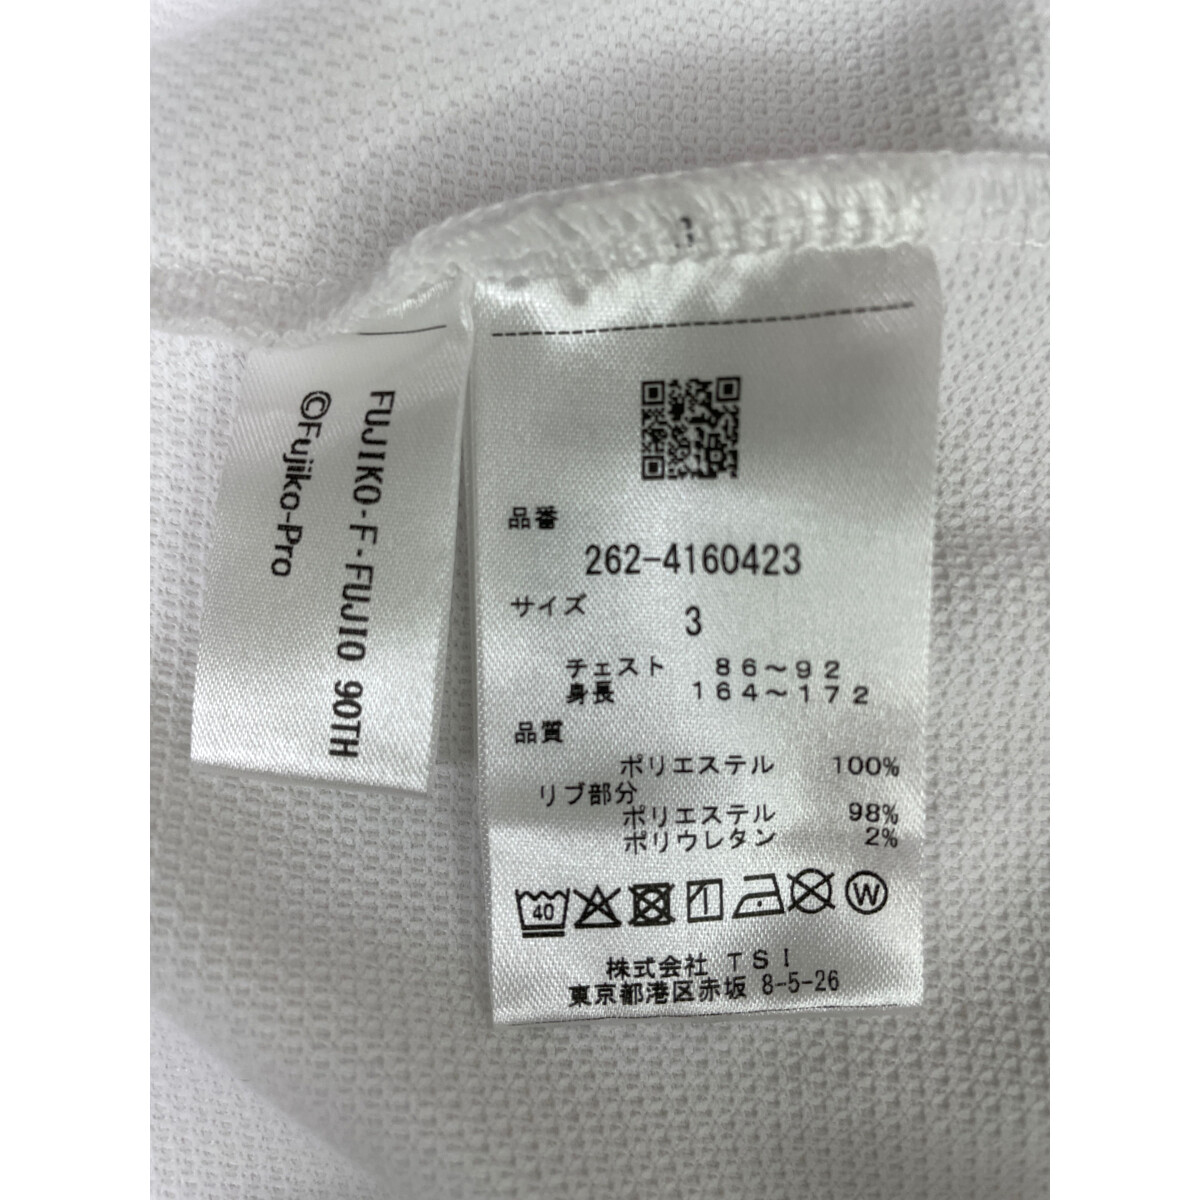 3
FUJIKO-F-FUJIO 90TH
©Fujiko-Pro
品番
262-4160423
サイズ
3
チェスト 86~92
身長 164~172
品質
ポリエステル 100%
リブ部分
ポリエステル 98%
ポリウレタン 2%
40
W
株式会社 TSI
東京都港区赤坂 8-5-26